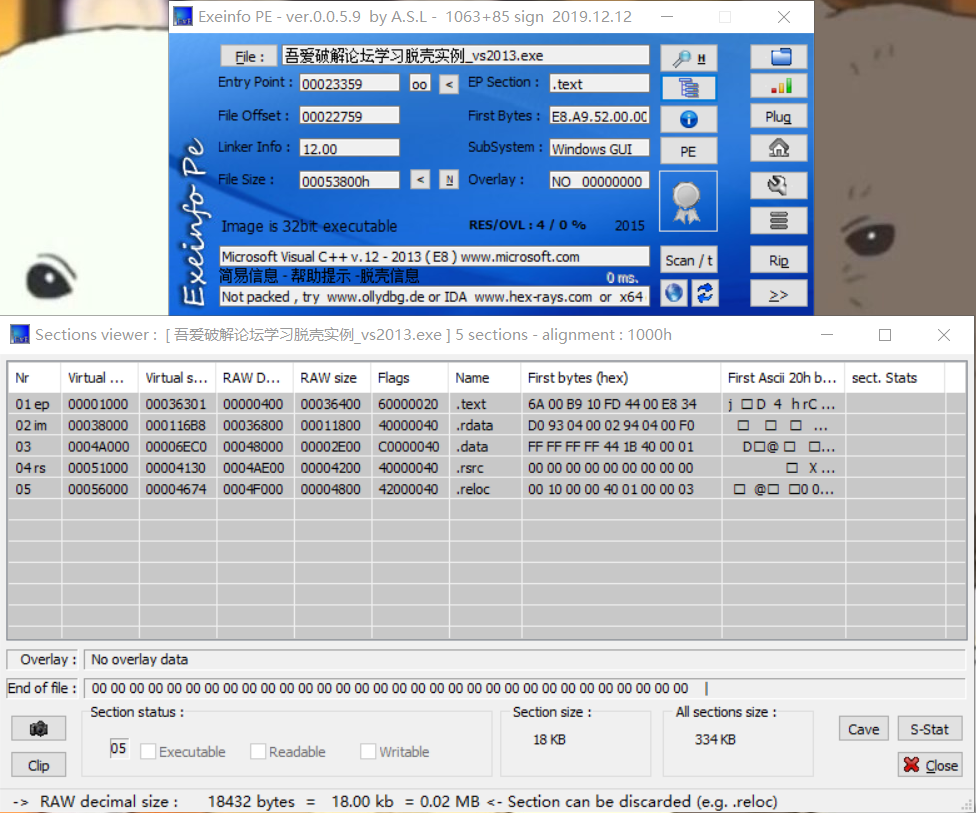 Exeinfo PE - ver.0.0.5.9 by A.S.L - 1063+85 sign 2019.12.12
File : 吾爱破解论坛学习脱壳实例_vs2013.exe H
Entry Point : 00023359 oo < EP Section : .text
File Offset : 00022759 First Bytes : E8.A9.52.00.00 Plug
Linker Info : 12.00 SubSystem : Windows GUI PE
File Size : 00053800h < N Overlay : NO 00000000
Image is 32bit executable RES/OVL : 4 / 0 % 2015
Exeinfo Pe
Microsoft Visual C++ v.12 - 2013 ( E8 ) www.microsoft.com Scan / t Rip
简易信息 - 帮助提示 -脱壳信息 0 ms.
Not packed , try www.ollydbg.de or IDA www.hex-rays.com or x64 >>
Sections viewer : [ 吾爱破解论坛学习脱壳实例_vs2013.exe ] 5 sections - alignment : 1000h
Nr Virtual ... Virtual s... RAW D... RAW size Flags Name First bytes (hex) First Ascii 20h b... sect. Stats
01 ep 00001000 00036301 00000400 00036400 60000020 .text 6A 00 B9 10 FD 44 00 E8 34 j □ D 4 h rC ...
02 im 00038000 000116B8 00036800 00011800 40000040 .rdata D0 93 04 00 02 94 04 00 F0 □ □ □ ...
03 0004A000 00006EC0 00048000 00002E00 C0000040 .data FF FF FF FF 44 1B 40 00 01 D□@ □ □...
04 rs 00051000 00004130 0004AE00 00004200 40000040 .rsrc 00 00 00 00 00 00 00 00 00 □ X ...
05 00056000 00004674 0004F000 00004800 42000040 .reloc 00 10 00 00 40 01 00 00 03 □ @□ □0 0...
Overlay : No overlay data
End of file : 00 00 00 00 00 00 00 00 00 00 00 00 00 00 00 00 00 00 00 00 00 00 00 00 00 00 00 00 00 00 00 00 |
Section status : Section size : All sections size :
05 Executable Readable Writable 18 KB 334 KB Cave S-Stat
Clip Close
-> RAW decimal size : 18432 bytes = 18.00 kb = 0.02 MB <- Section can be discarded (e.g. .reloc)